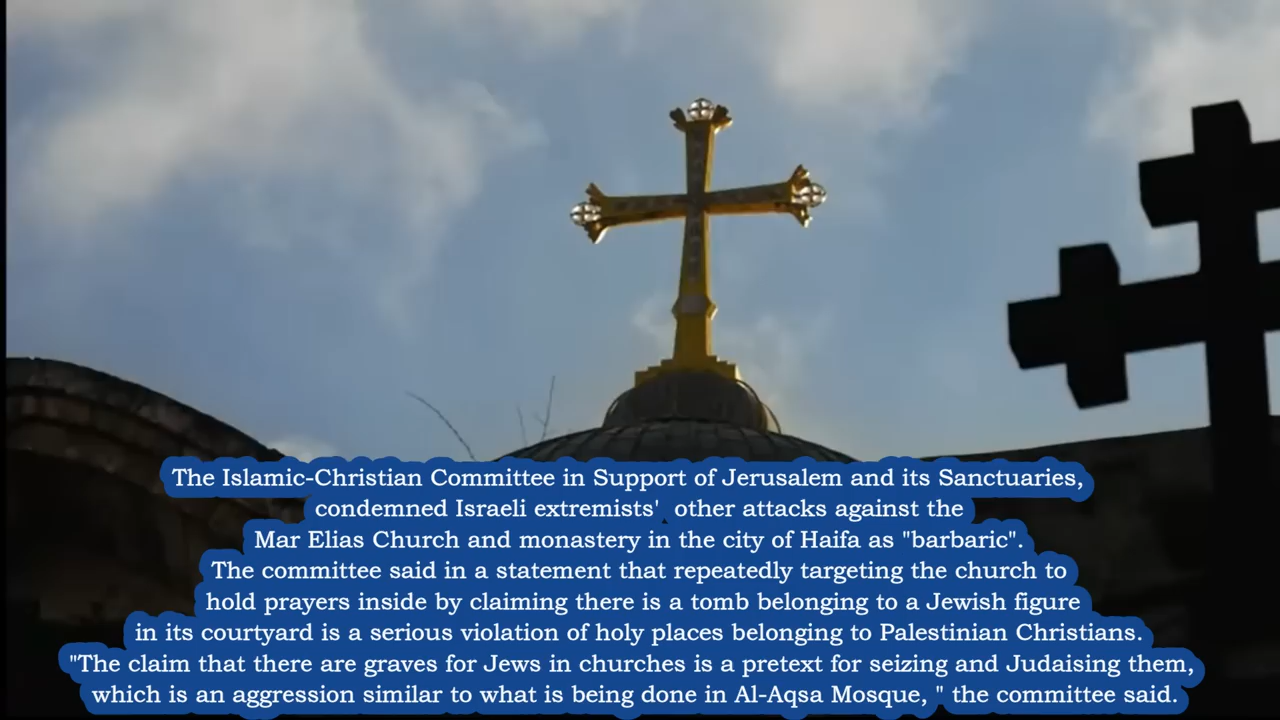 The Islamic-Christian Committee in Support of Jerusalem and its Sanctuaries,
condemned Israeli extremists' other attacks against the
Mar Elias Church and monastery in the city of Haifa as "barbaric".
The committee said in a statement that repeatedly targeting the church to
hold prayers inside by claiming there is a tomb belonging to a Jewish figure
in its courtyard is a serious violation of holy places belonging to Palestinian Christians.
"The claim that there are graves for Jews in churches is a pretext for seizing and Judaising them,
which is an aggression similar to what is being done in Al-Aqsa Mosque, " the committee said.